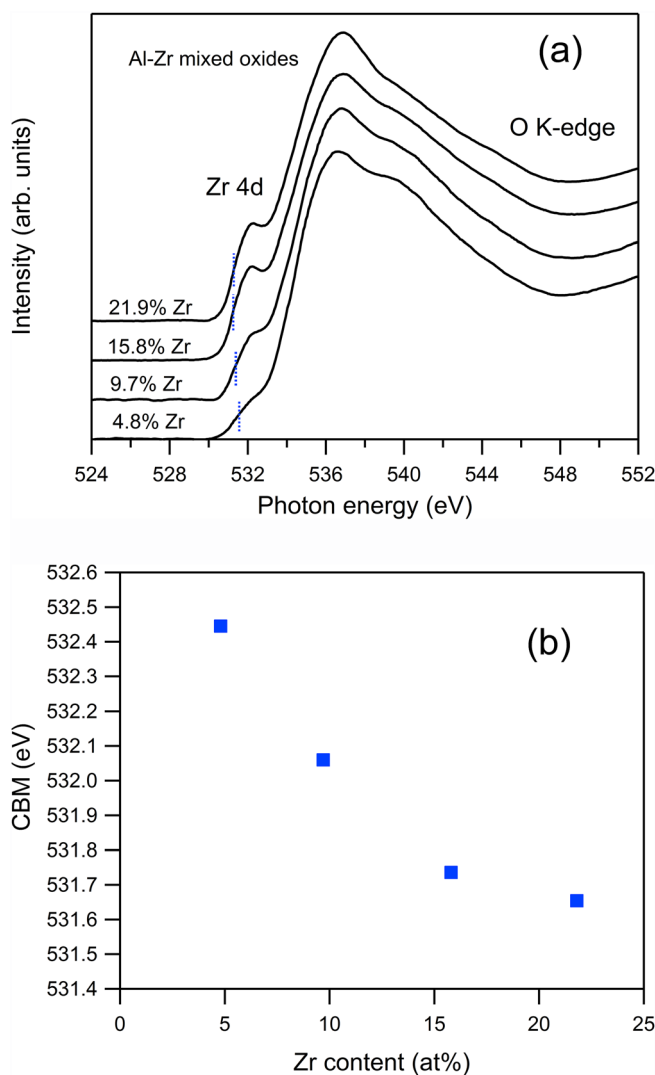 (a)
Al-Zr mixed oxides
O K-edge
Zr 4d
21.9% Zr
15.8% Zr
9.7% Zr
4.8% Zr
Intensity (arb. units)
524 528 532 536 540 544 548 552
Photon energy (eV)
532.6
532.5
532.4
532.3
532.2
532.1
532.0
531.9
531.8
531.7
531.6
531.5
531.4
(b)
CBM (eV)
0 5 10 15 20 25
Zr content (at%)